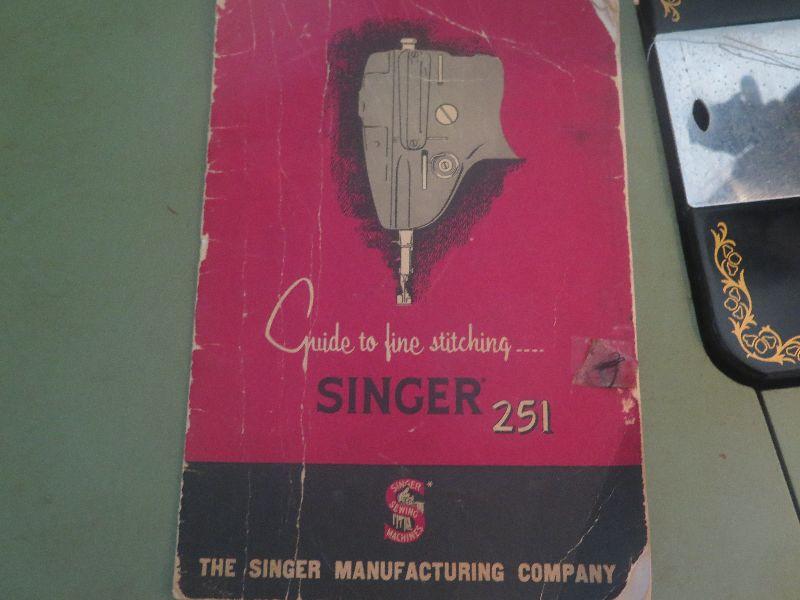 Guide to fine stitching....
SINGER
251
SINGER
SEWING
MACHINES
THE SINGER MANUFACTURING COMPANY